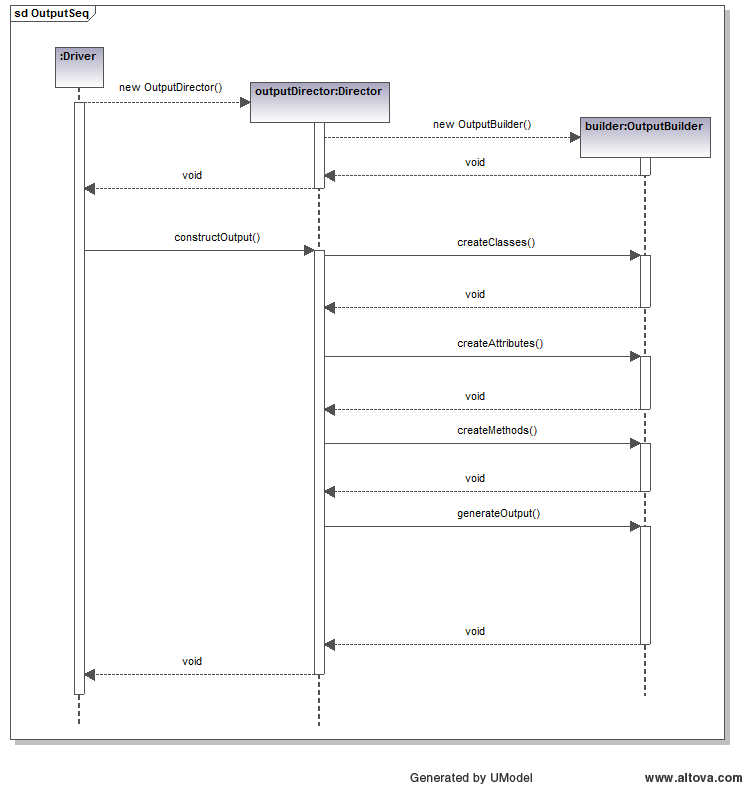 sd OutputSeq
:Driver
new OutputDirector()
outputDirector:Director
new OutputBuilder()
builder:OutputBuilder
void
void
constructOutput()
createClasses()
void
createAttributes()
void
createMethods()
void
generateOutput()
void
void
Generated by UModel
www.altova.com